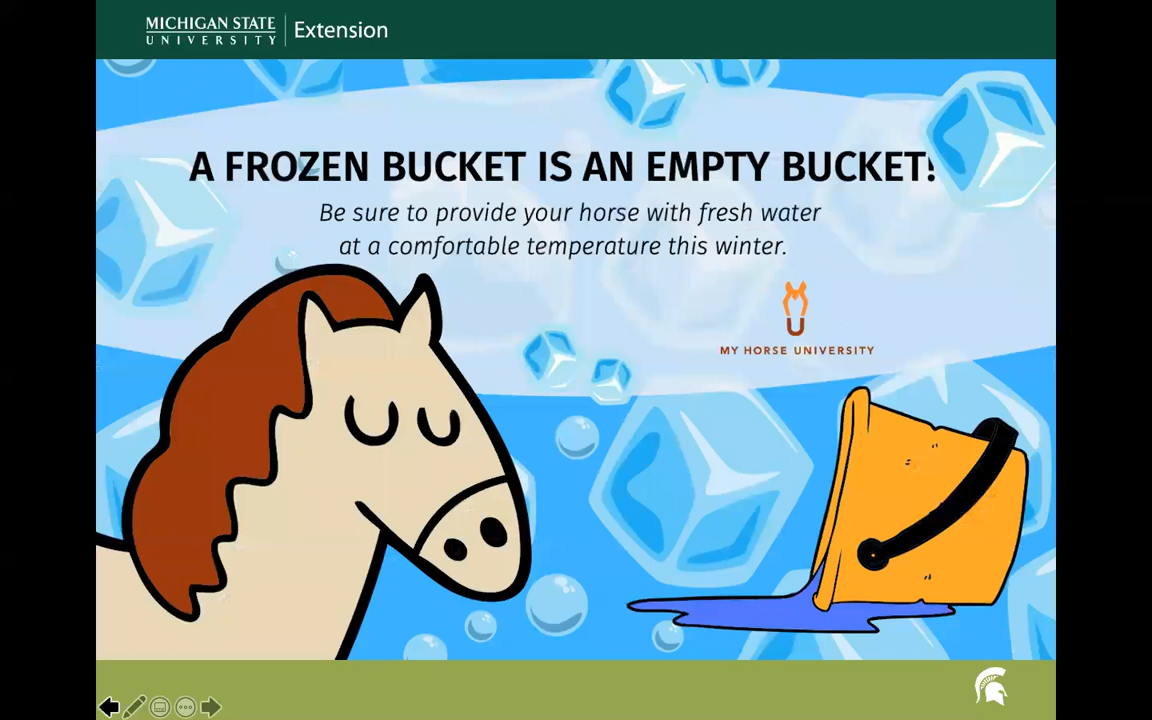 MICHIGAN STATE
UNIVERSITY
Extension
A FROZEN BUCKET IS AN EMPTY BUCKET!
Be sure to provide your horse with fresh water
at a comfortable temperature this winter.
MY HORSE UNIVERSITY